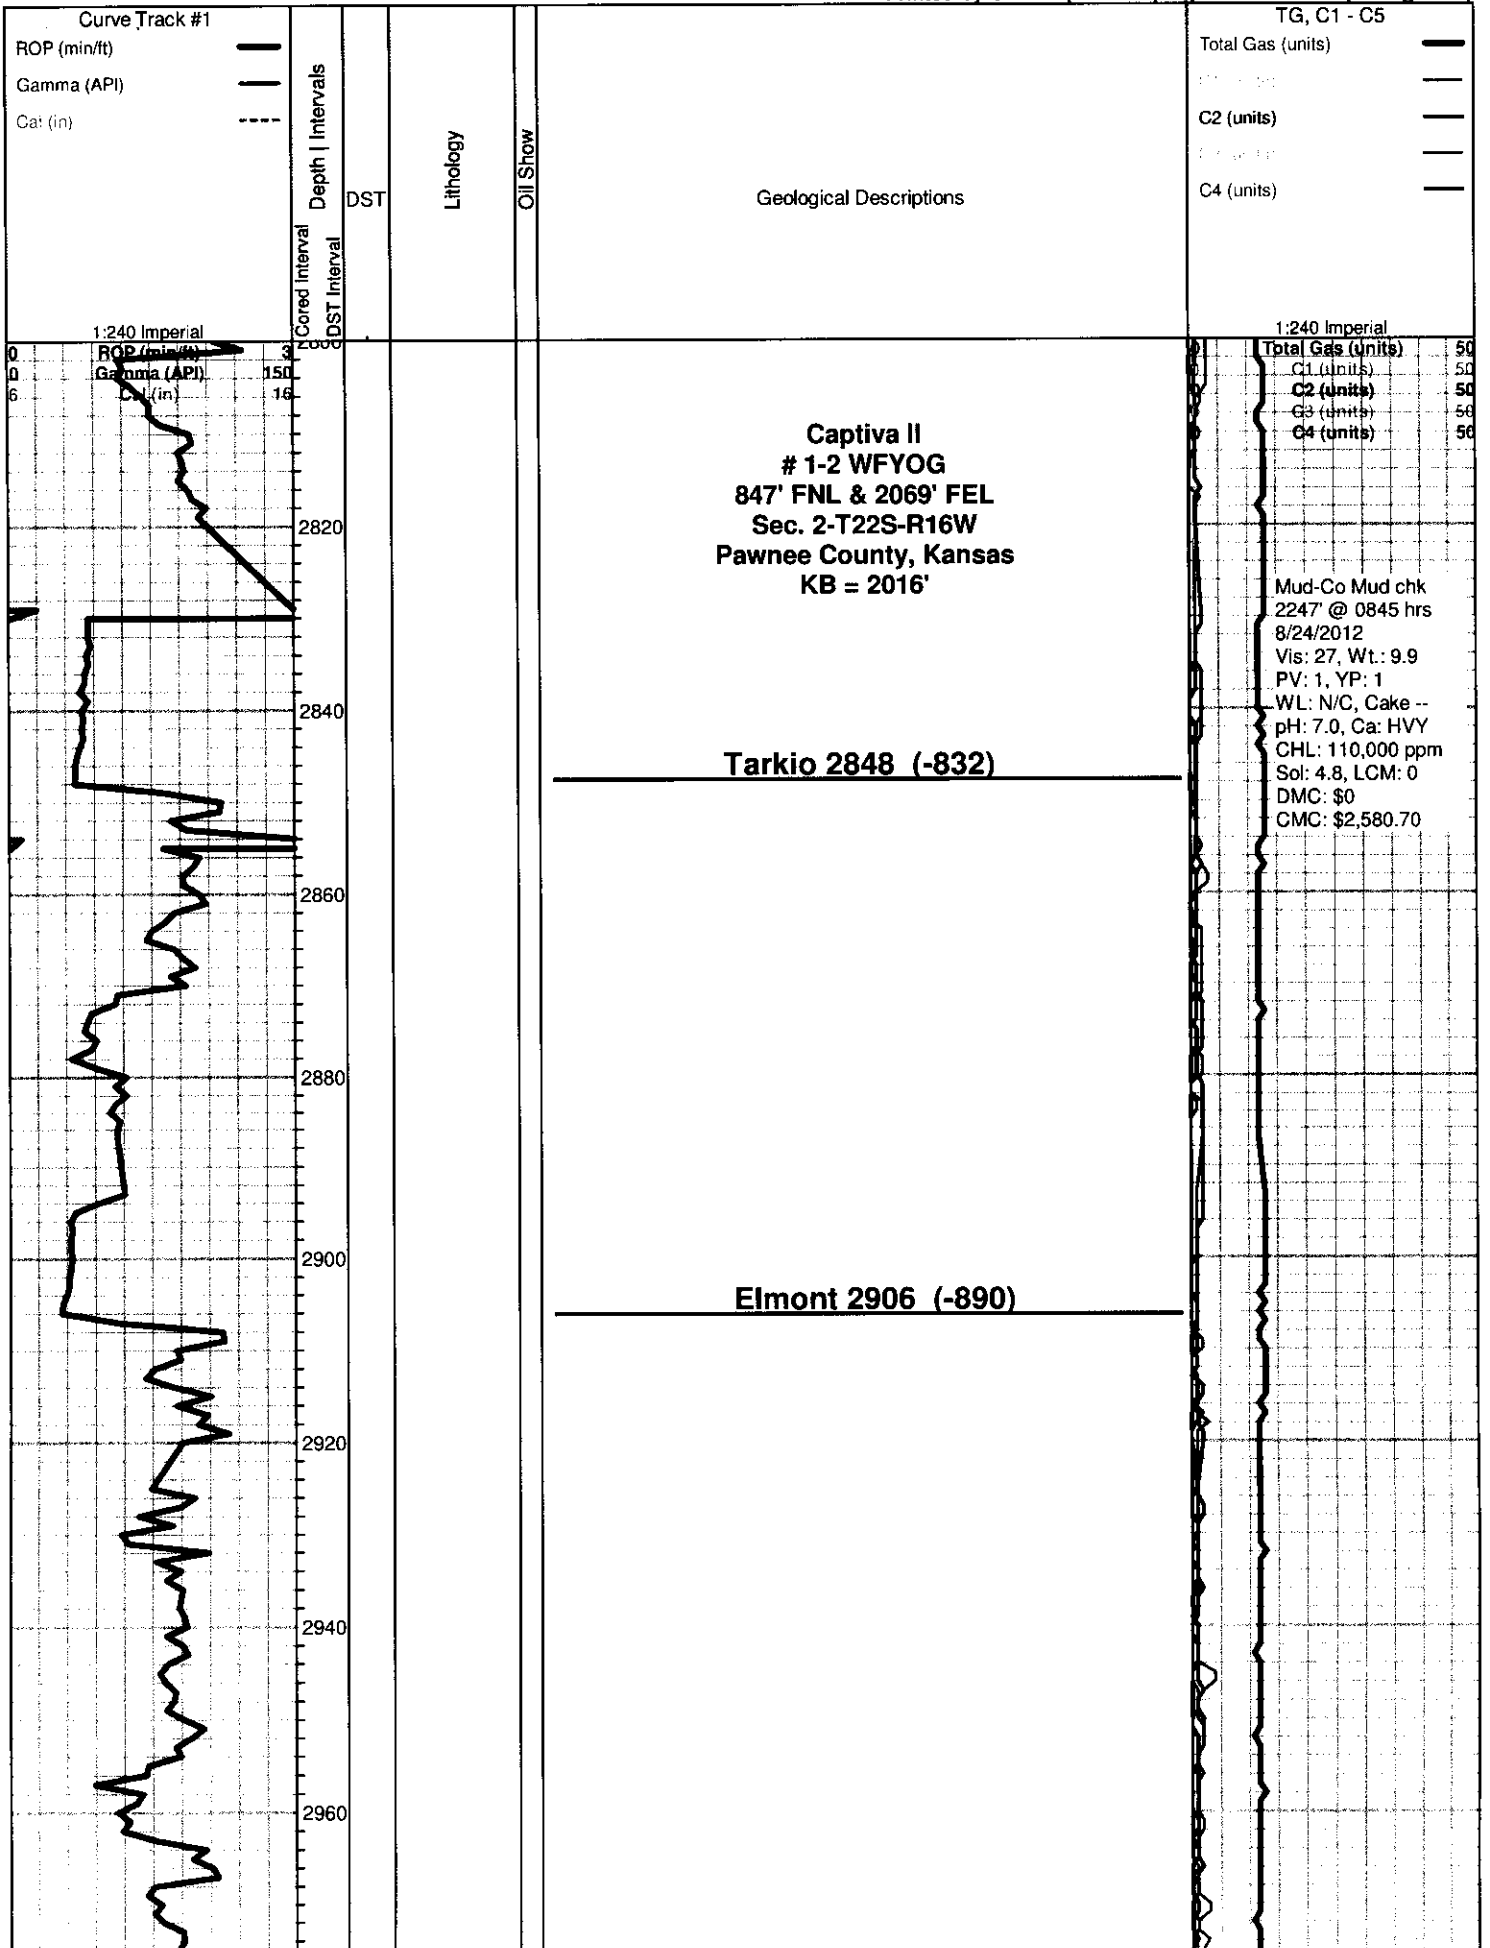 Curve Track #1
ROP (min/ft)
Gamma (API)
Cal (in)
1:240 Imperial
Depth | Intervals
Cored Interval
DST Interval
DST
Lithology
Oil Show
Geological Descriptions
TG, C1 - C5
Total Gas (units)
C2 (units)
C4 (units)
1:240 Imperial
0 ROP (min/ft) 3
0 Gamma (API) 150
6 Cal (in) 16
Total Gas (units) 50
C1 (units) 50
C2 (units) 50
C3 (units) 50
C4 (units) 50
2800
Captiva II
# 1-2 WFYOG
847' FNL & 2069' FEL
Sec. 2-T22S-R16W
Pawnee County, Kansas
KB = 2016'
2820
Mud-Co Mud chk
2247' @ 0845 hrs
8/24/2012
Vis: 27, Wt.: 9.9
PV: 1, YP: 1
WL: N/C, Cake --
pH: 7.0, Ca: HVY
CHL: 110,000 ppm
Sol: 4.8, LCM: 0
DMC: $0
CMC: $2,580.70
2840
Tarkio 2848 (-832)
2860
2880
2900
Elmont 2906 (-890)
2920
2940
2960